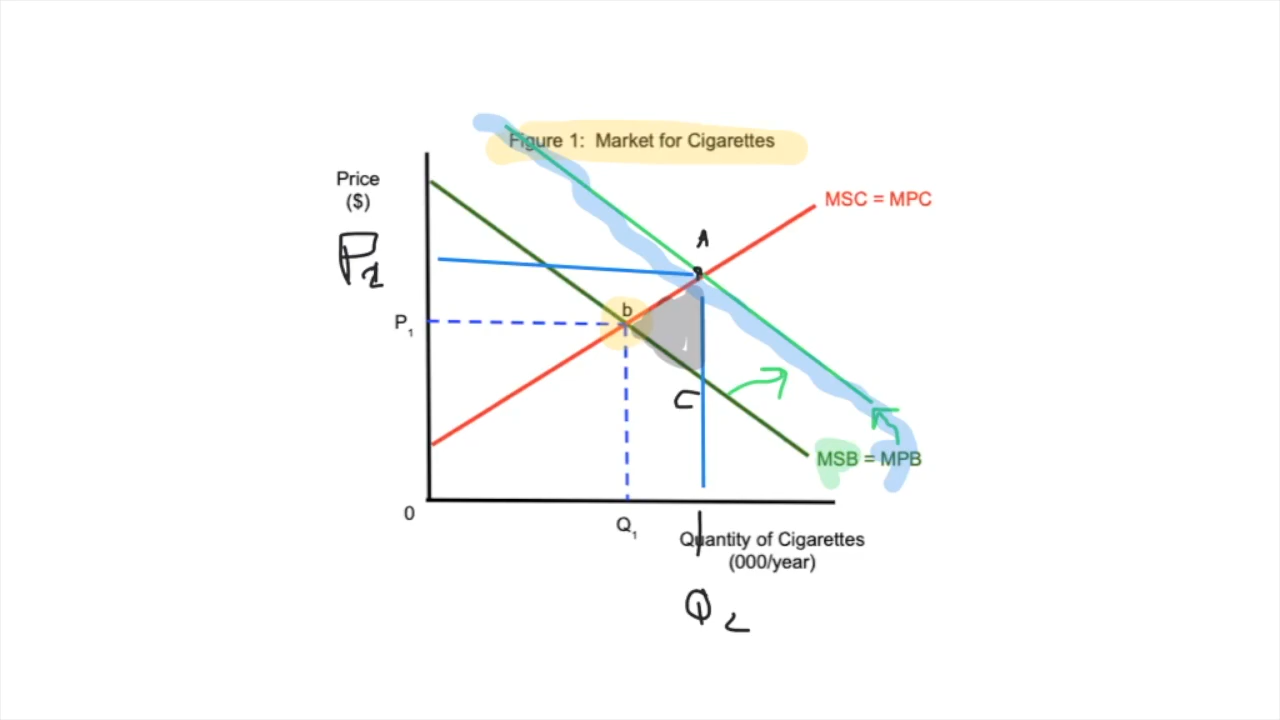 Figure 1: Market for Cigarettes
Price
($)
MSC = MPC
A
P2
b
P1
C
MSB = MPB
0
Q1
Quantity of Cigarettes
(000/year)
Q2